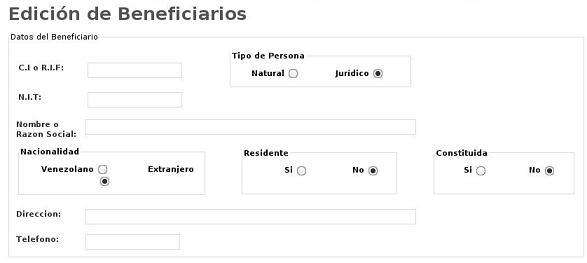 Edición de Beneficiarios
Datos del Beneficiario
Tipo de Persona
C.I o R.I.F:
Natural Jurídico
N.I.T:
Nombre o
Razon Social:
Nacionalidad Residente Constituida
Venezolano Extranjero Si No Si No
Direccion:
Telefono: